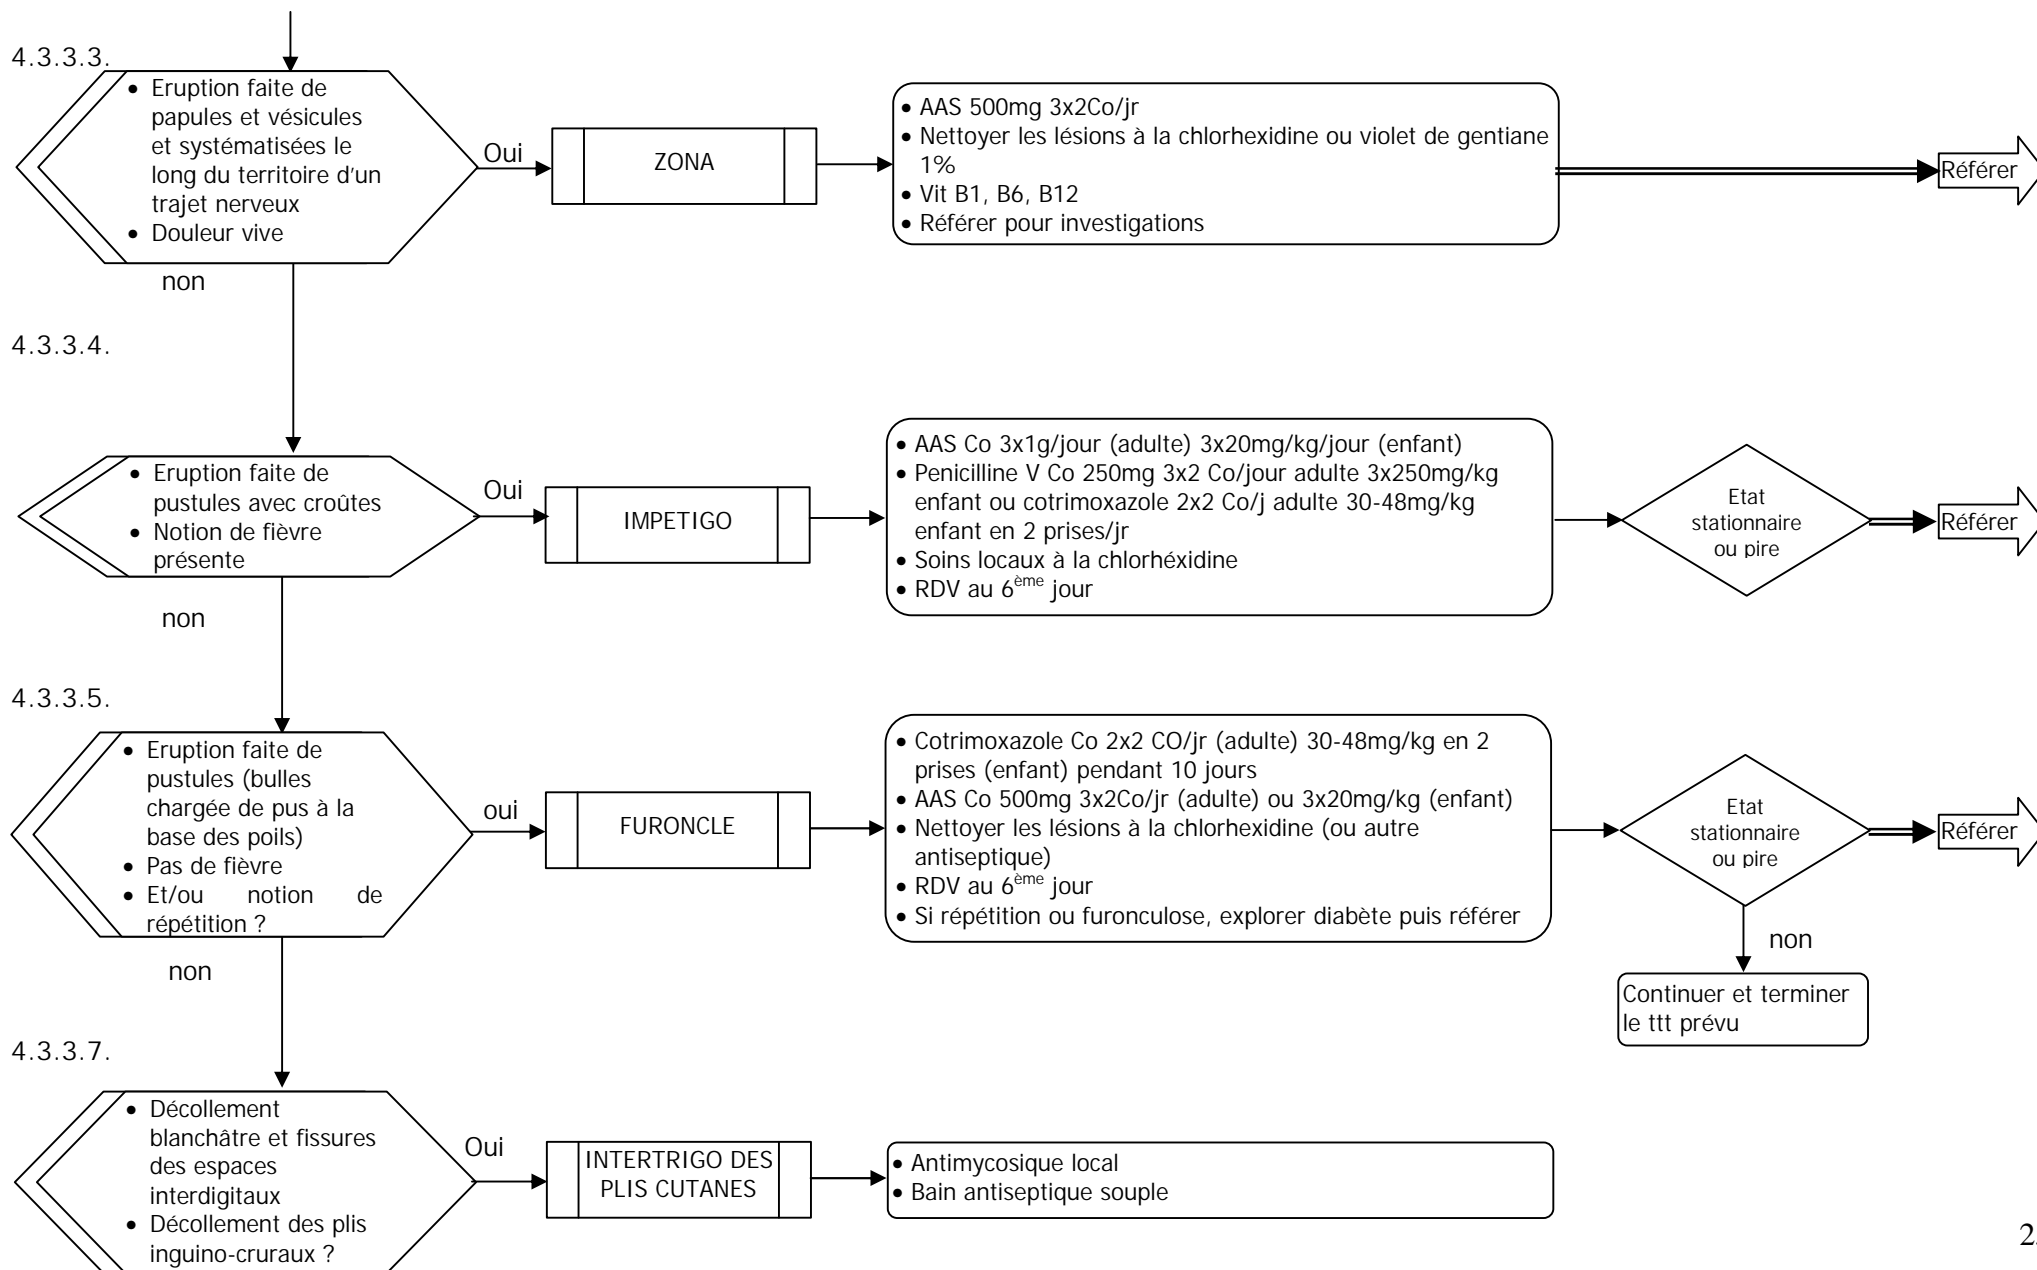 4.3.3.3.
• Eruption faite de
papules et vésicules
et systématisées le
long du territoire d'un
trajet nerveux
• Douleur vive
Oui
ZONA
• AAS 500mg 3x2Co/jr
• Nettoyer les lésions à la chlorhexidine ou violet de gentiane
1%
• Vit B1, B6, B12
• Référer pour investigations
Référer
non
4.3.3.4.
• Eruption faite de
pustules avec croûtes
• Notion de fièvre
présente
Oui
IMPETIGO
• AAS Co 3x1g/jour (adulte) 3x20mg/kg/jour (enfant)
• Penicilline V Co 250mg 3x2 Co/jour adulte 3x250mg/kg
enfant ou cotrimoxazole 2x2 Co/j adulte 30-48mg/kg
enfant en 2 prises/jr
• Soins locaux à la chlorhéxidine
• RDV au 6ème jour
Etat
stationnaire
ou pire
Référer
non
4.3.3.5.
• Eruption faite de
pustules (bulles
chargée de pus à la
base des poils)
• Pas de fièvre
• Et/ou notion de
répétition ?
oui
FURONCLE
• Cotrimoxazole Co 2x2 CO/jr (adulte) 30-48mg/kg en 2
prises (enfant) pendant 10 jours
• AAS Co 500mg 3x2Co/jr (adulte) ou 3x20mg/kg (enfant)
• Nettoyer les lésions à la chlorhexidine (ou autre
antiseptique)
• RDV au 6ème jour
• Si répétition ou furonculose, explorer diabète puis référer
Etat
stationnaire
ou pire
Référer
non
Continuer et terminer
le ttt prévu
non
4.3.3.7.
• Décollement
blanchâtre et fissures
des espaces
interdigitaux
• Décollement des plis
inguino-cruraux ?
Oui
INTERTRIGO DES
PLIS CUTANES
• Antimycosique local
• Bain antiseptique souple